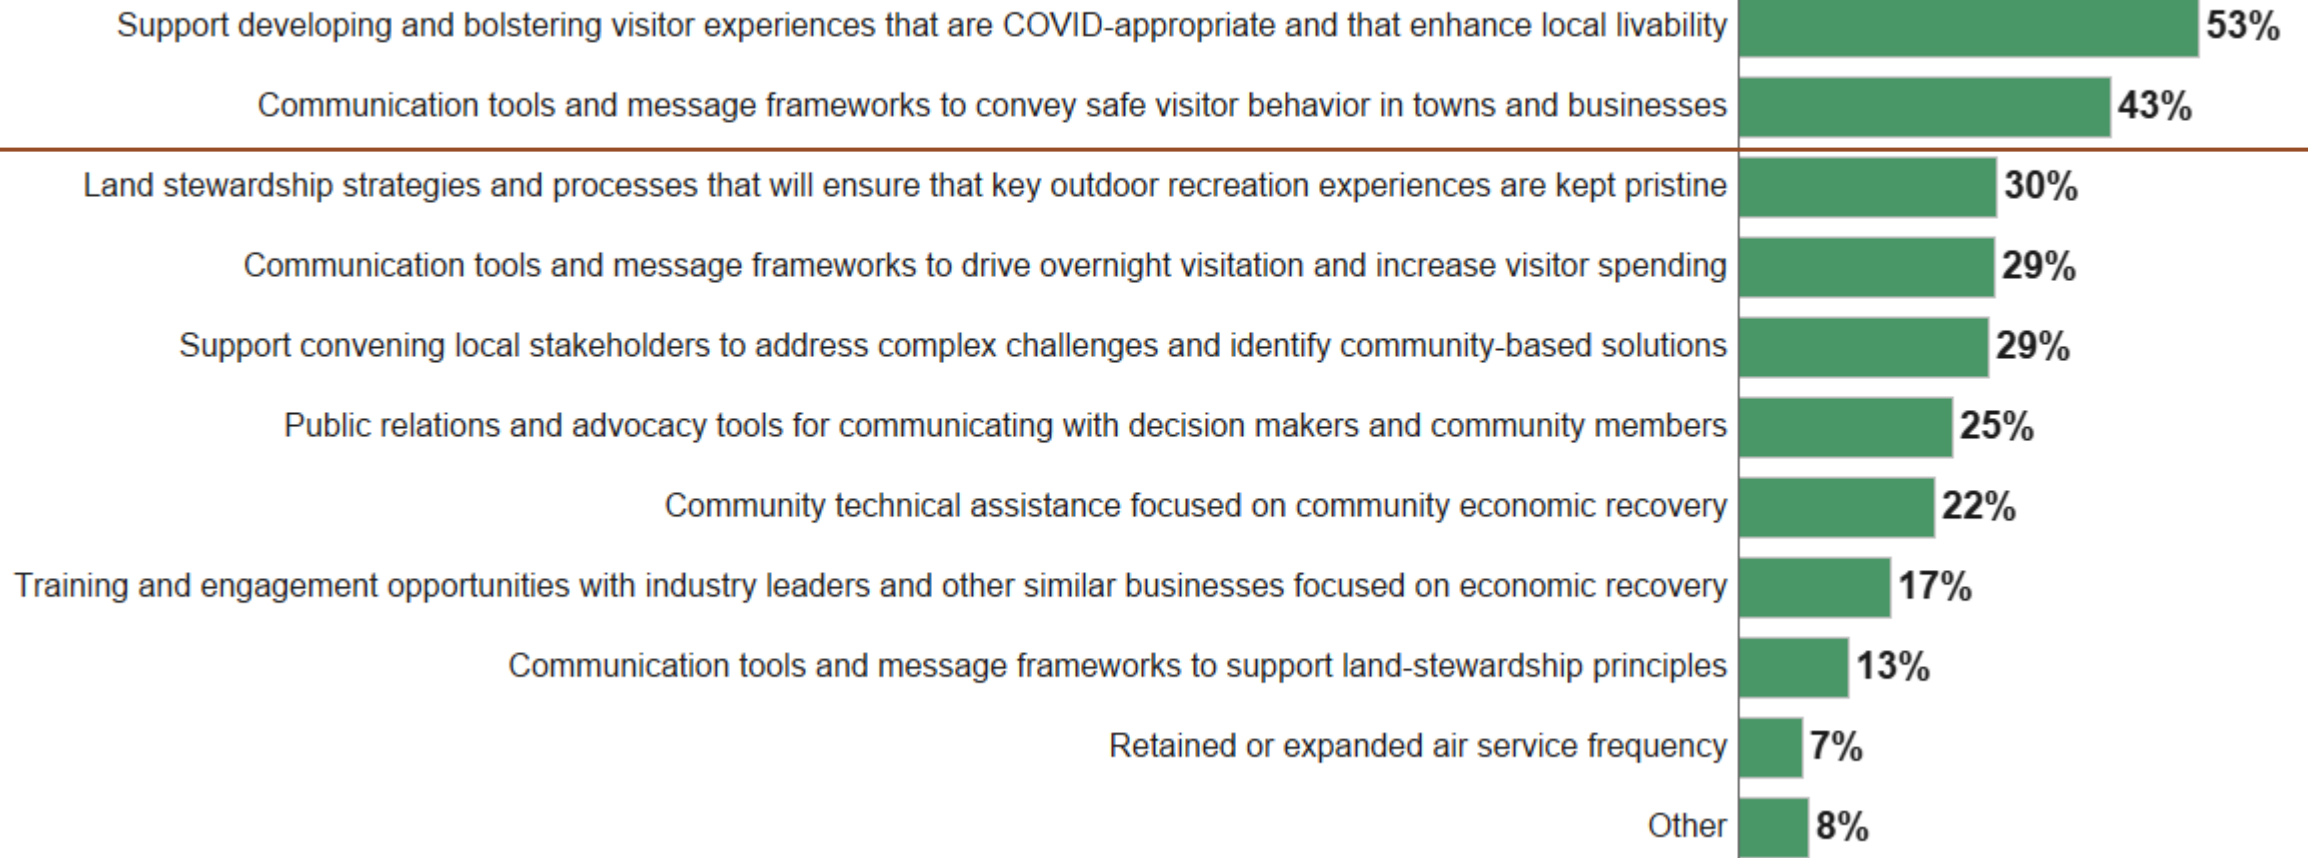 Support developing and bolstering visitor experiences that are COVID-appropriate and that enhance local livability 53%
Communication tools and message frameworks to convey safe visitor behavior in towns and businesses 43%
Land stewardship strategies and processes that will ensure that key outdoor recreation experiences are kept pristine 30%
Communication tools and message frameworks to drive overnight visitation and increase visitor spending 29%
Support convening local stakeholders to address complex challenges and identify community-based solutions 29%
Public relations and advocacy tools for communicating with decision makers and community members 25%
Community technical assistance focused on community economic recovery 22%
Training and engagement opportunities with industry leaders and other similar businesses focused on economic recovery 17%
Communication tools and message frameworks to support land-stewardship principles 13%
Retained or expanded air service frequency 7%
Other 8%